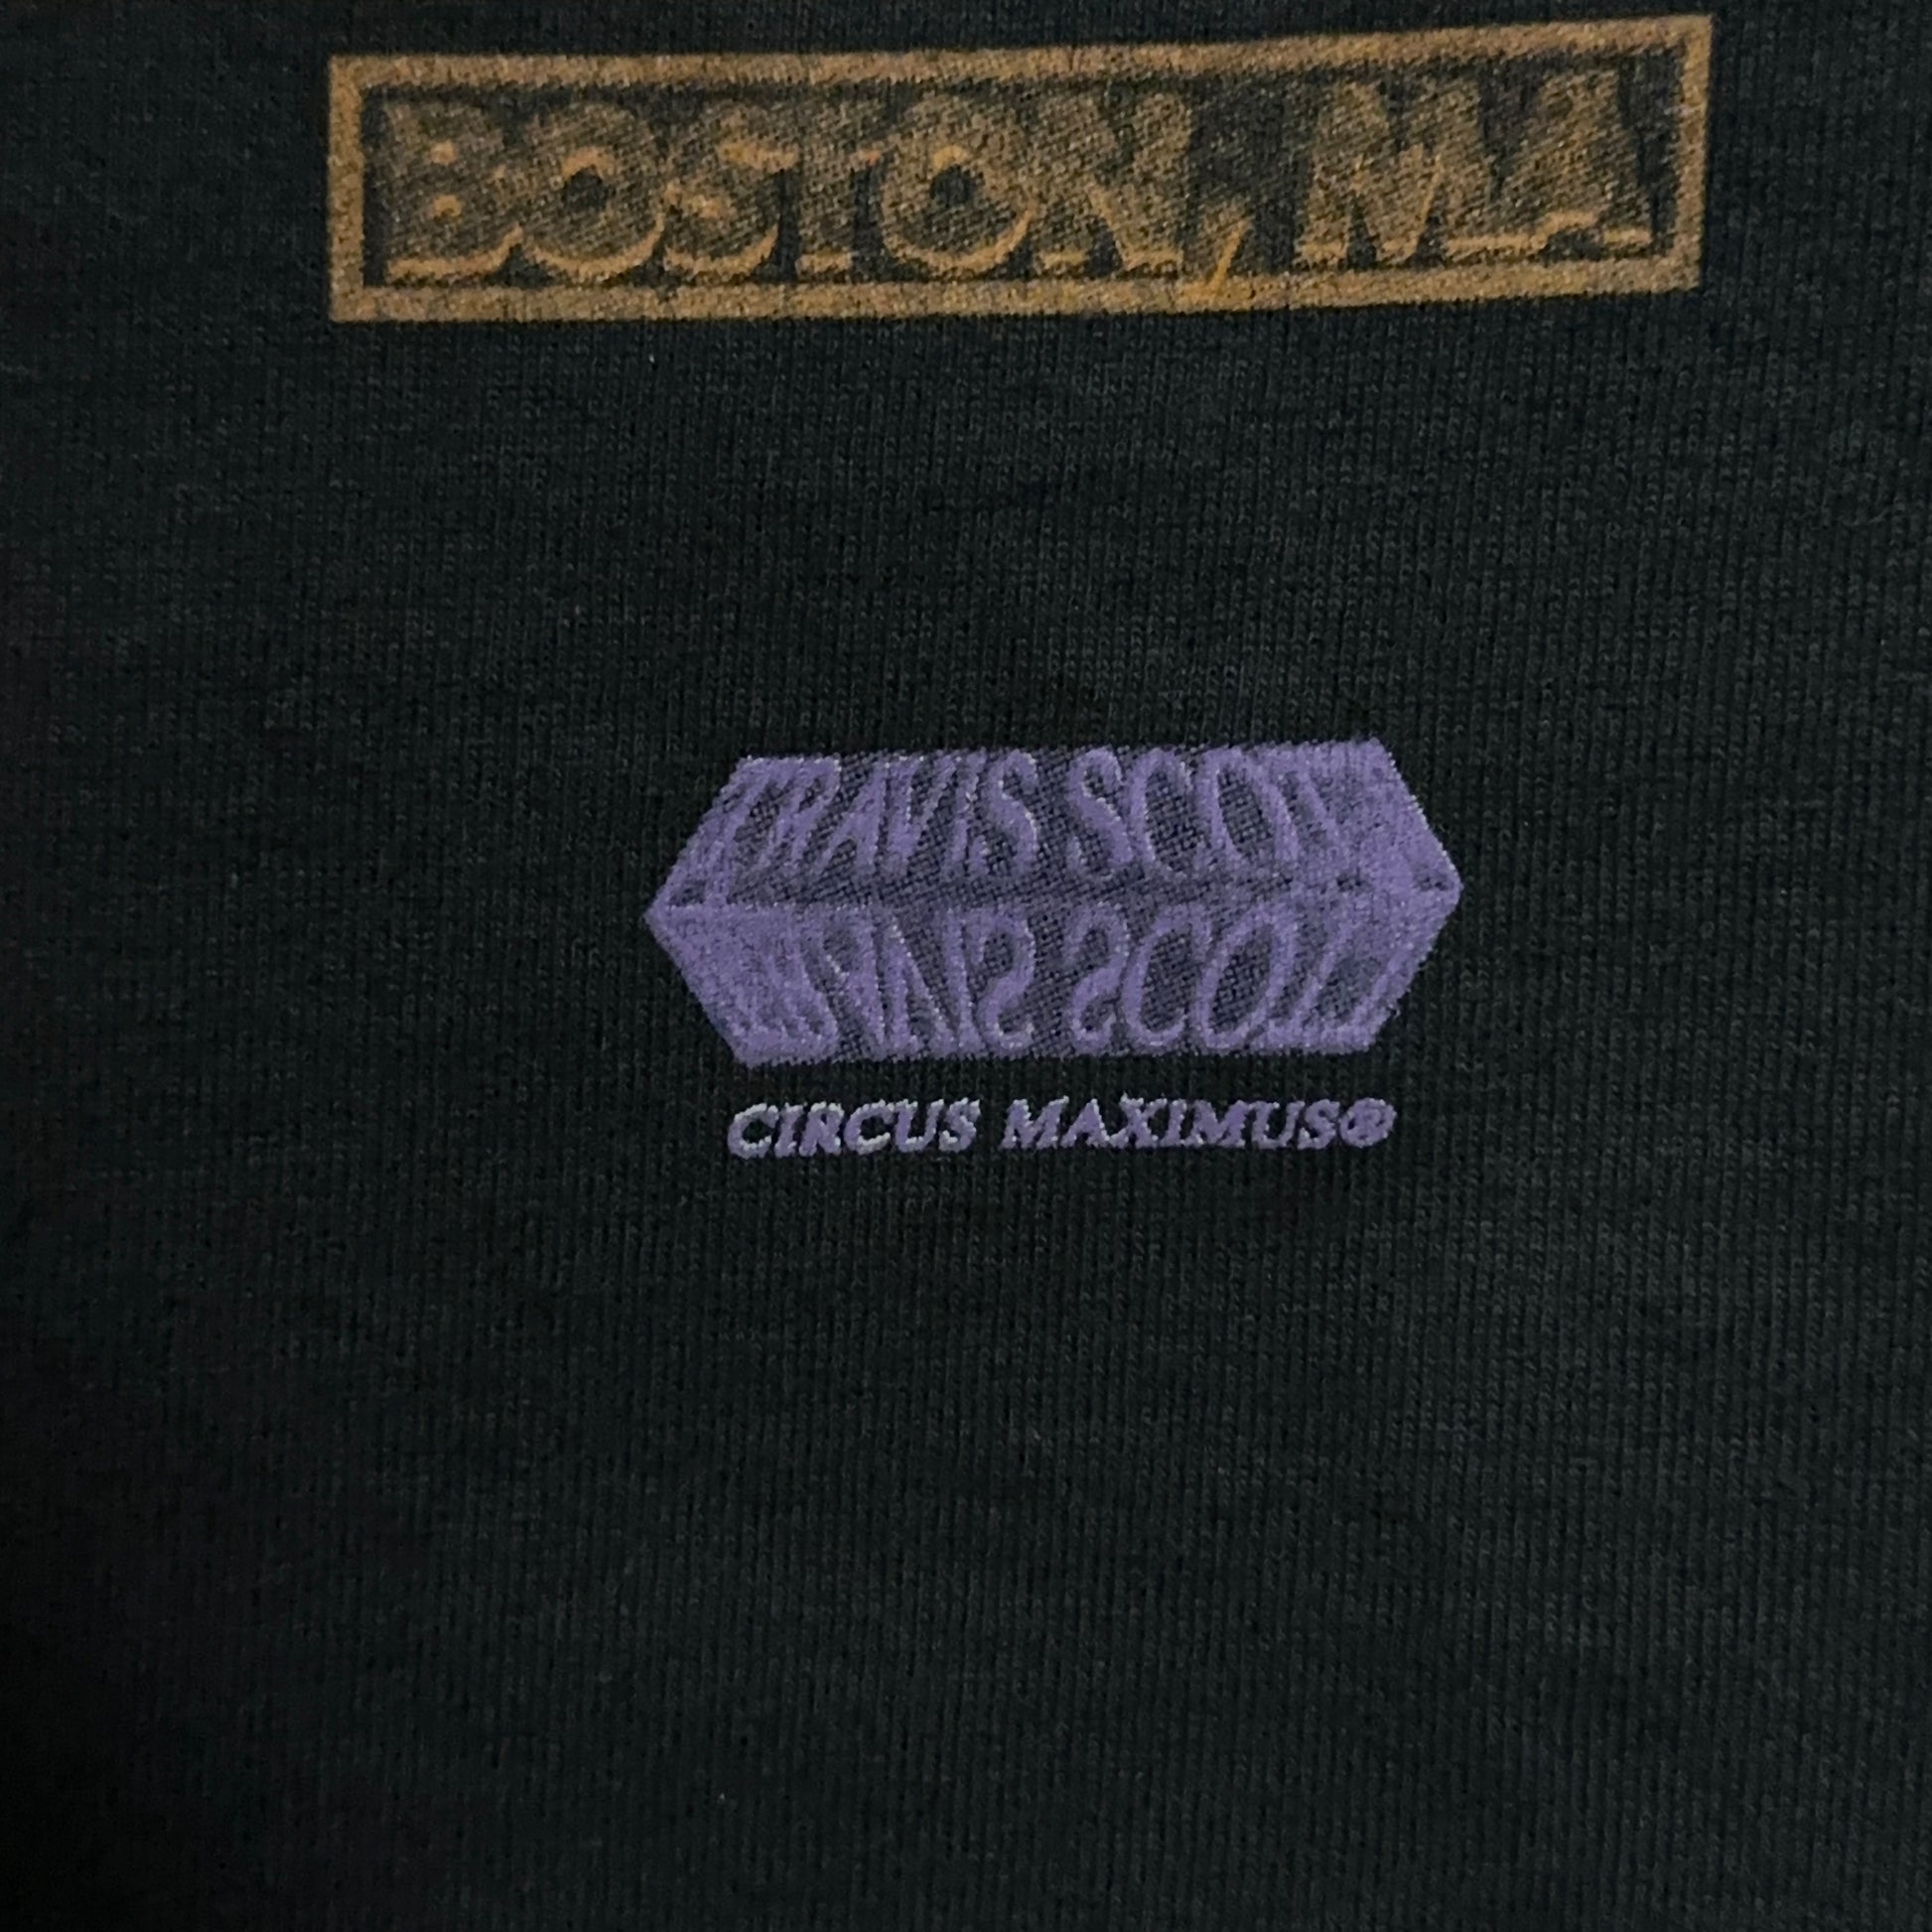 BOSTON, MA
TRAVIS SCOTT
TRAVIS SCOTT
CIRCUS MAXIMUS®